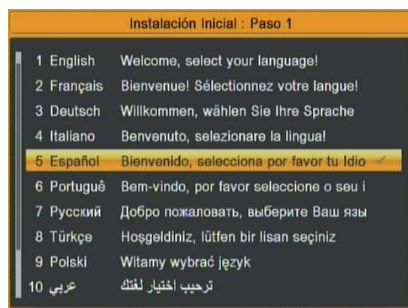 Instalación Inicial : Paso 1
1 English Welcome, select your language!
2 Français Bienvenue! Sélectionnez votre langue!
3 Deutsch Willkommen, wählen Sie Ihre Sprache
4 Italiano Benvenuto, selezionare la lingua!
5 Español Bienvenido, selecciona por favor tu Idio
6 Portuguê Bem-vindo, por favor seleccione o seu i
7 Русский Добро пожаловать, выберите Ваш язы
8 Türkçe Hoşgeldiniz, lütfen bir lisan seçiniz
9 Polski Witamy wybrać język
10 عربي ترحيب اختيار لغتك